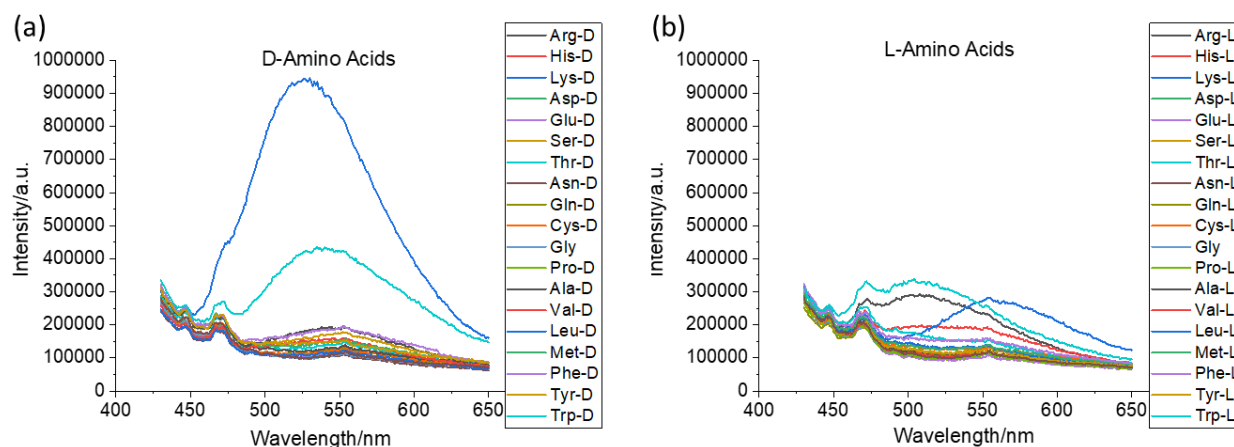 (a)
D-Amino Acids
Intensity/a.u.
1000000
900000
800000
700000
600000
500000
400000
300000
200000
100000
0
400
450
500
550
600
650
Wavelength/nm
Arg-D
His-D
Lys-D
Asp-D
Glu-D
Ser-D
Thr-D
Asn-D
Gln-D
Cys-D
Gly
Pro-D
Ala-D
Val-D
Leu-D
Met-D
Phe-D
Tyr-D
Trp-D
(b)
L-Amino Acids
Intensity/a.u.
1000000
900000
800000
700000
600000
500000
400000
300000
200000
100000
0
400
450
500
550
600
650
Wavelength/nm
Arg-L
His-L
Lys-L
Asp-L
Glu-L
Ser-L
Thr-L
Asn-L
Gln-L
Cys-L
Gly
Pro-L
Ala-L
Val-L
Leu-L
Met-L
Phe-L
Tyr-L
Trp-L